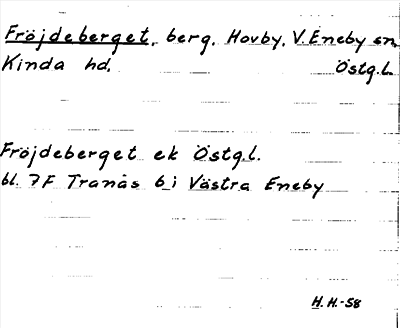 Fröjdeberget, berg, Hovby, V. Eneby sn,
Kinda hd, Östg.L.
Fröjdeberget ek Östg.l.
bl. 7F Tranås 6 i Västra Eneby
H. H.-58